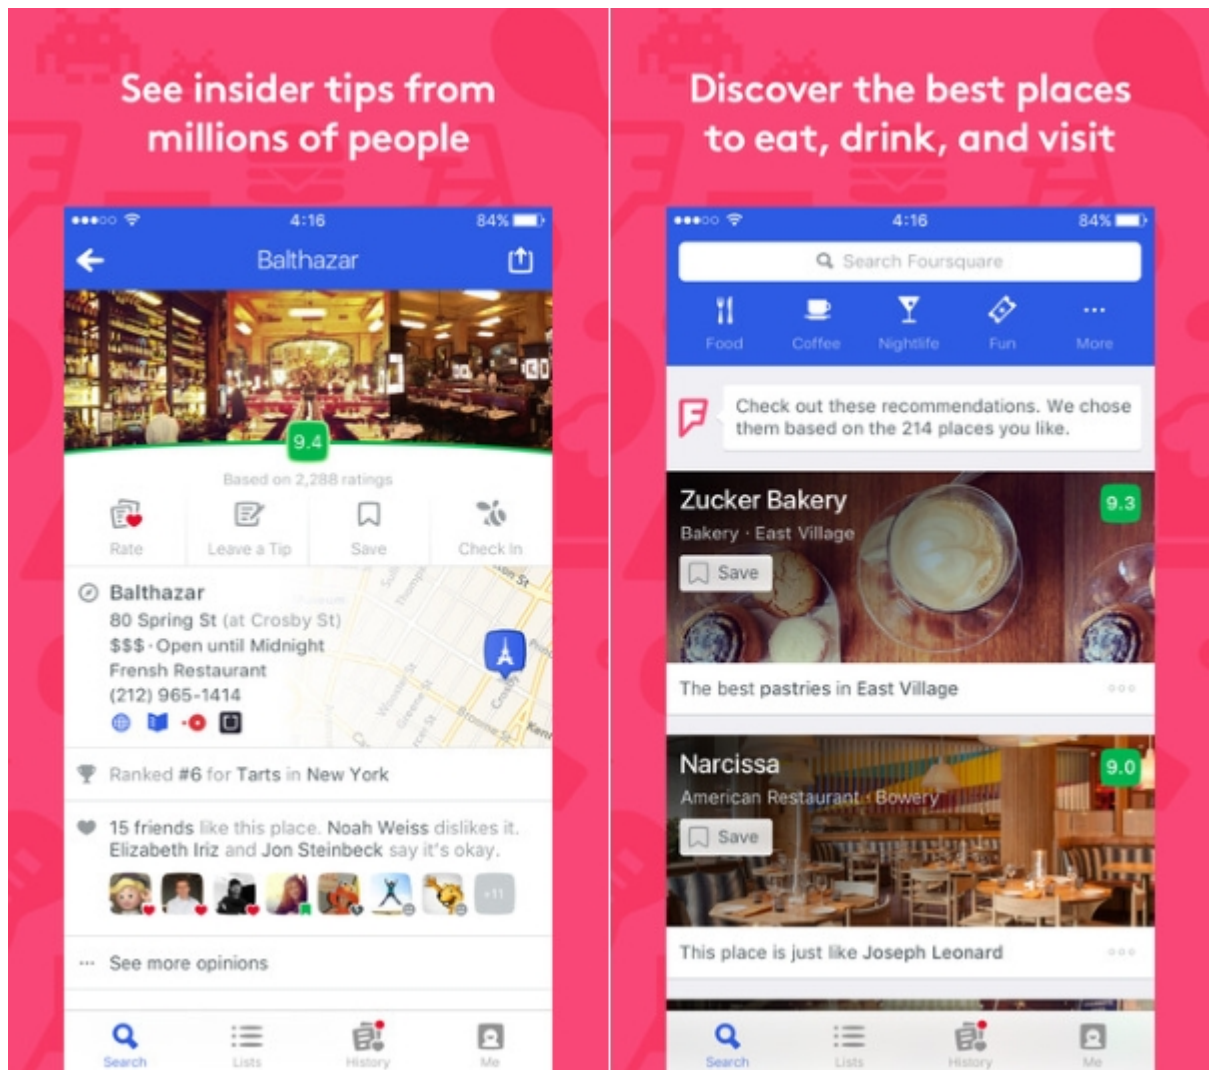 See insider tips from
millions of people
4:16
84%
Balthazar
9.4
Based on 2,288 ratings
Rate
Leave a Tip
Save
Check In
Balthazar
80 Spring St (at Crosby St)
$$$ · Open until Midnight
Frensh Restaurant
(212) 965-1414
Crosby
Broome St
Greene St
Ranked #6 for Tarts in New York
15 friends like this place. Noah Weiss dislikes it.
Elizabeth Iriz and Jon Steinbeck say it's okay.
+11
See more opinions
Search
Lists
History
Me
Discover the best places
to eat, drink, and visit
4:16
84%
Search Foursquare
Food
Coffee
Nightlife
Fun
More
Check out these recommendations. We chose
them based on the 214 places you like.
Zucker Bakery
9.3
Bakery · East Village
Save
The best pastries in East Village
Narcissa
9.0
American Restaurant · Bowery
Save
This place is just like Joseph Leonard
Search
Lists
History
Me